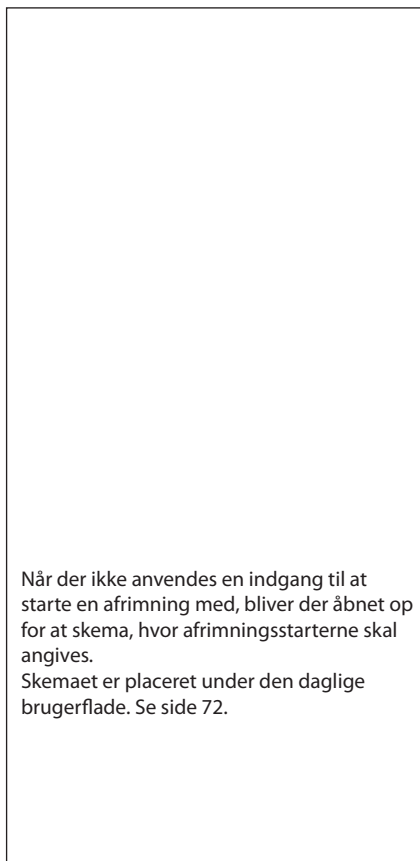 Når der ikke anvendes en indgang til at
starte en afrimning med, bliver der åbnet op
for at skema, hvor afrimningsstarterne skal
angives.
Skemaet er placeret under den daglige
brugerflade. Se side 72.